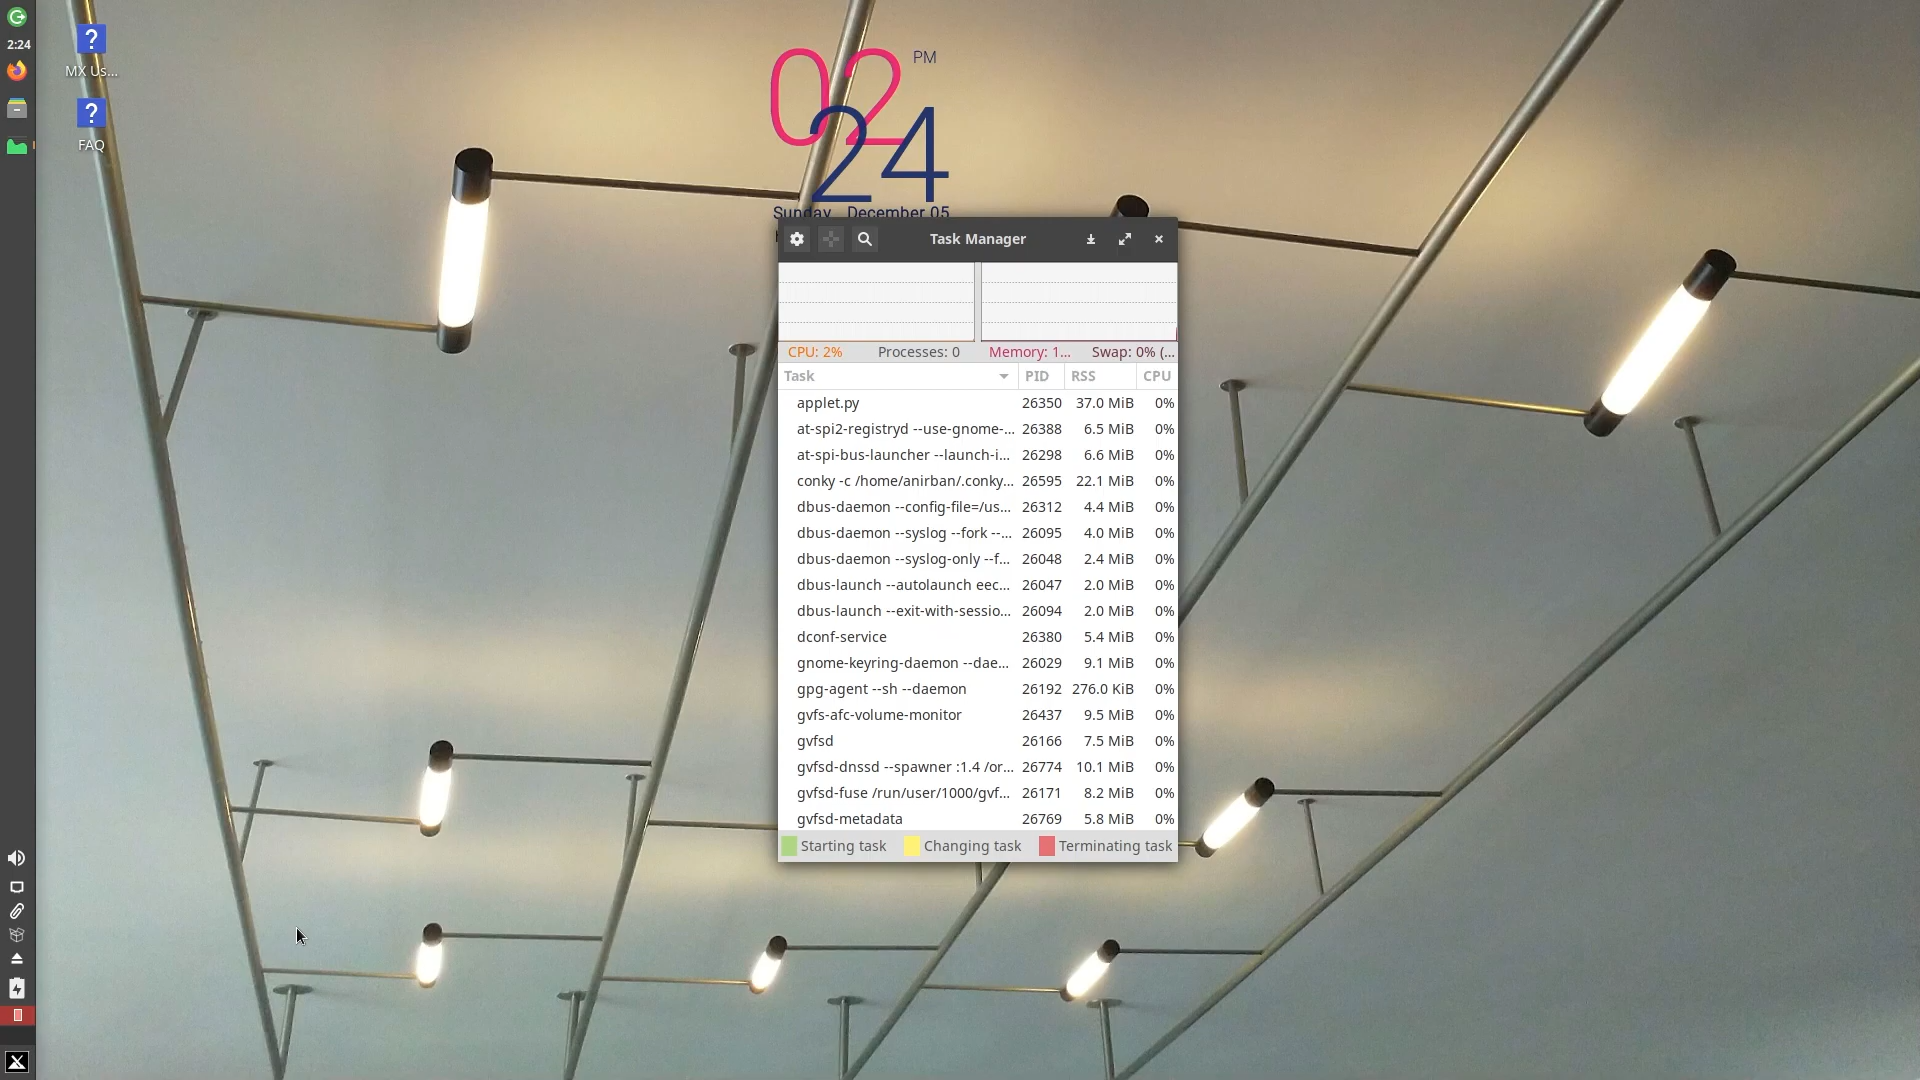 2:24
MX Us...
FAQ
02 PM
24
Sunday December 05
Task Manager
CPU: 2% Processes: 0 Memory: 1... Swap: 0% (...
Task PID RSS CPU
applet.py 26350 37.0 MiB 0%
at-spi2-registryd --use-gnome-... 26388 6.5 MiB 0%
at-spi-bus-launcher --launch-i... 26298 6.6 MiB 0%
conky -c /home/anirban/.conky... 26595 22.1 MiB 0%
dbus-daemon --config-file=/us... 26312 4.4 MiB 0%
dbus-daemon --syslog --fork --... 26095 4.0 MiB 0%
dbus-daemon --syslog-only --f... 26048 2.4 MiB 0%
dbus-launch --autolaunch eec... 26047 2.0 MiB 0%
dbus-launch --exit-with-sessio... 26094 2.0 MiB 0%
dconf-service 26380 5.4 MiB 0%
gnome-keyring-daemon --dae... 26029 9.1 MiB 0%
gpg-agent --sh --daemon 26192 276.0 KiB 0%
gvfs-afc-volume-monitor 26437 9.5 MiB 0%
gvfsd 26166 7.5 MiB 0%
gvfsd-dnssd --spawner :1.4 /or... 26774 10.1 MiB 0%
gvfsd-fuse /run/user/1000/gvf... 26171 8.2 MiB 0%
gvfsd-metadata 26769 5.8 MiB 0%
Starting task Changing task Terminating task